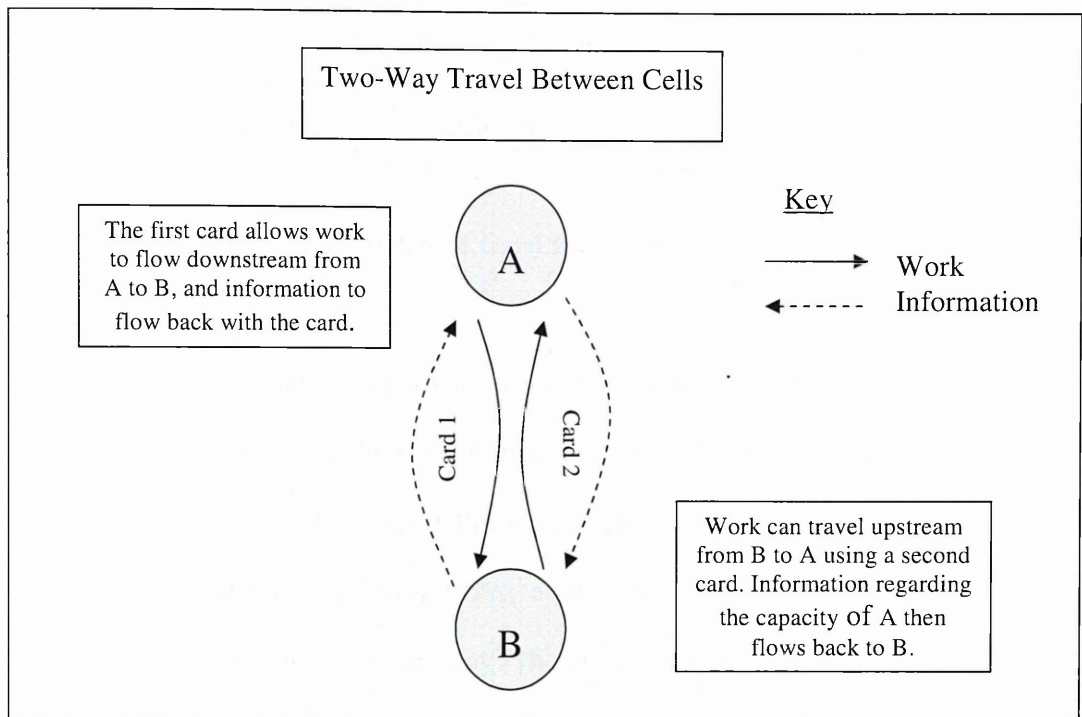 Two-Way Travel Between Cells
The first card allows work
to flow downstream from
A to B, and information to
flow back with the card.
A
Key
Work
Information
Card 1
Card 2
B
Work can travel upstream
from B to A using a second
card. Information regarding
the capacity of A then
flows back to B.